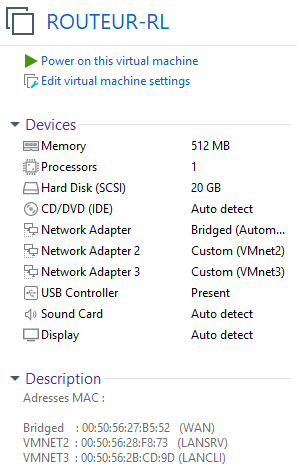 ROUTEUR-RL
Power on this virtual machine
Edit virtual machine settings
Devices
Memory 512 MB
Processors 1
Hard Disk (SCSI) 20 GB
CD/DVD (IDE) Auto detect
Network Adapter Bridged (Autom...
Network Adapter 2 Custom (VMnet2)
Network Adapter 3 Custom (VMnet3)
USB Controller Present
Sound Card Auto detect
Display Auto detect
Description
Adresses MAC :
Bridged : 00:50:56:27:B5:52 (WAN)
VMNET2 : 00:50:56:28:F8:73 (LANSRV)
VMNET3 : 00:50:56:2B:CD:9D (LANCLI)